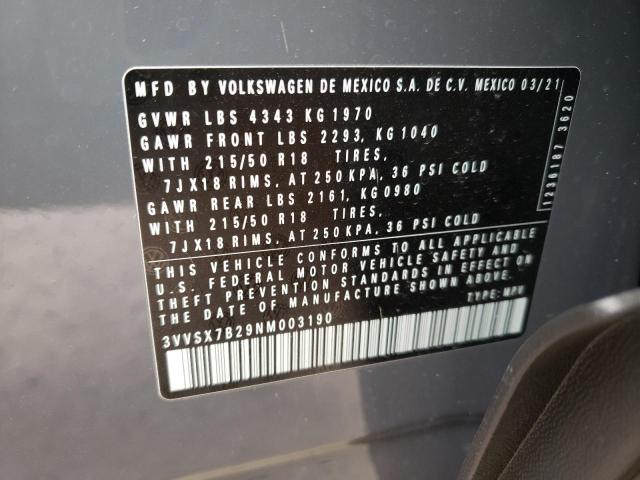 MFD BY VOLKSWAGEN DE MEXICO S.A. DE C.V. MEXICO 03/21
GVWR LBS 4343 KG 1970
GAWR FRONT LBS 2293, KG 1040
WITH 215/50 R18 TIRES,
7JX18 RIMS, AT 250 KPA, 36 PSI COLD
GAWR REAR LBS 2161, KG 0980
WITH 215/50 R18 TIRES,
7JX18 RIMS, AT 250 KPA, 36 PSI COLD
THIS VEHICLE CONFORMS TO ALL APPLICABLE
U.S. FEDERAL MOTOR VEHICLE SAFETY AND
THEFT PREVENTION STANDARDS IN EFFECT ON
THE DATE OF MANUFACTURE SHOWN ABOVE.
TYPE: MPV
3VVSX7B29NM003190
1236187 3620